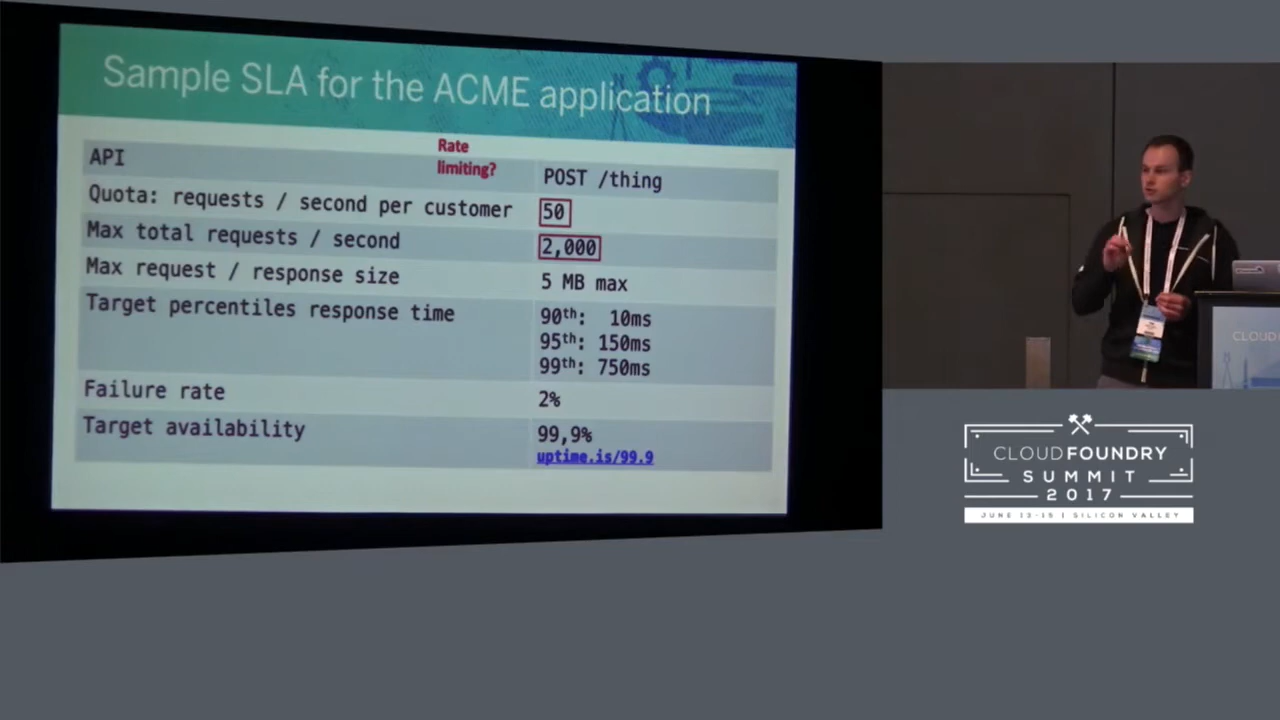 Sample SLA for the ACME application
Rate
limiting?
API POST /thing
Quota: requests / second per customer 50
Max total requests / second 2,000
Max request / response size 5 MB max
Target percentiles response time 90th: 10ms
95th: 150ms
99th: 750ms
Failure rate 2%
Target availability 99,9%
uptime.is/99.9
CLOUD
CLOUD FOUNDRY
SUMMIT
2017
JUNE 13-15 | SILICON VALLEY